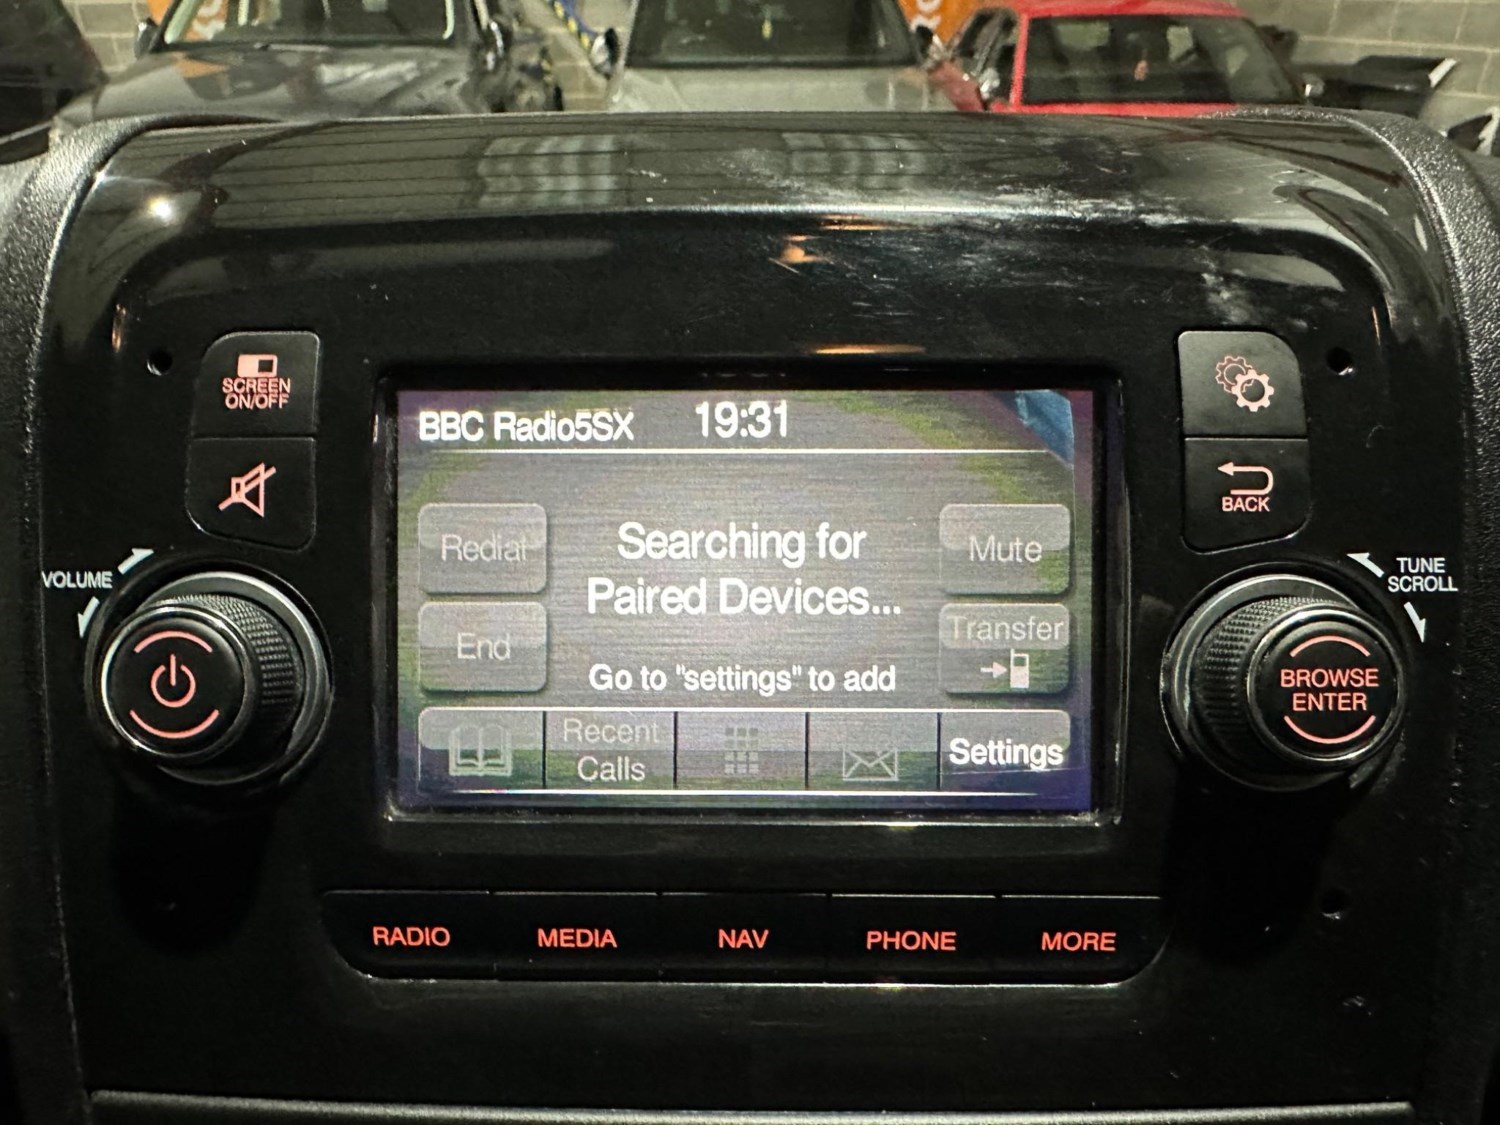 SCREEN
ON/OFF
VOLUME
BBC Radio5SX 19:31
Redial
Searching for
Paired Devices...
Mute
End
Go to "settings" to add
Transfer
Recent
Calls
Settings
BACK
TUNE
SCROLL
BROWSE
ENTER
RADIO
MEDIA
NAV
PHONE
MORE